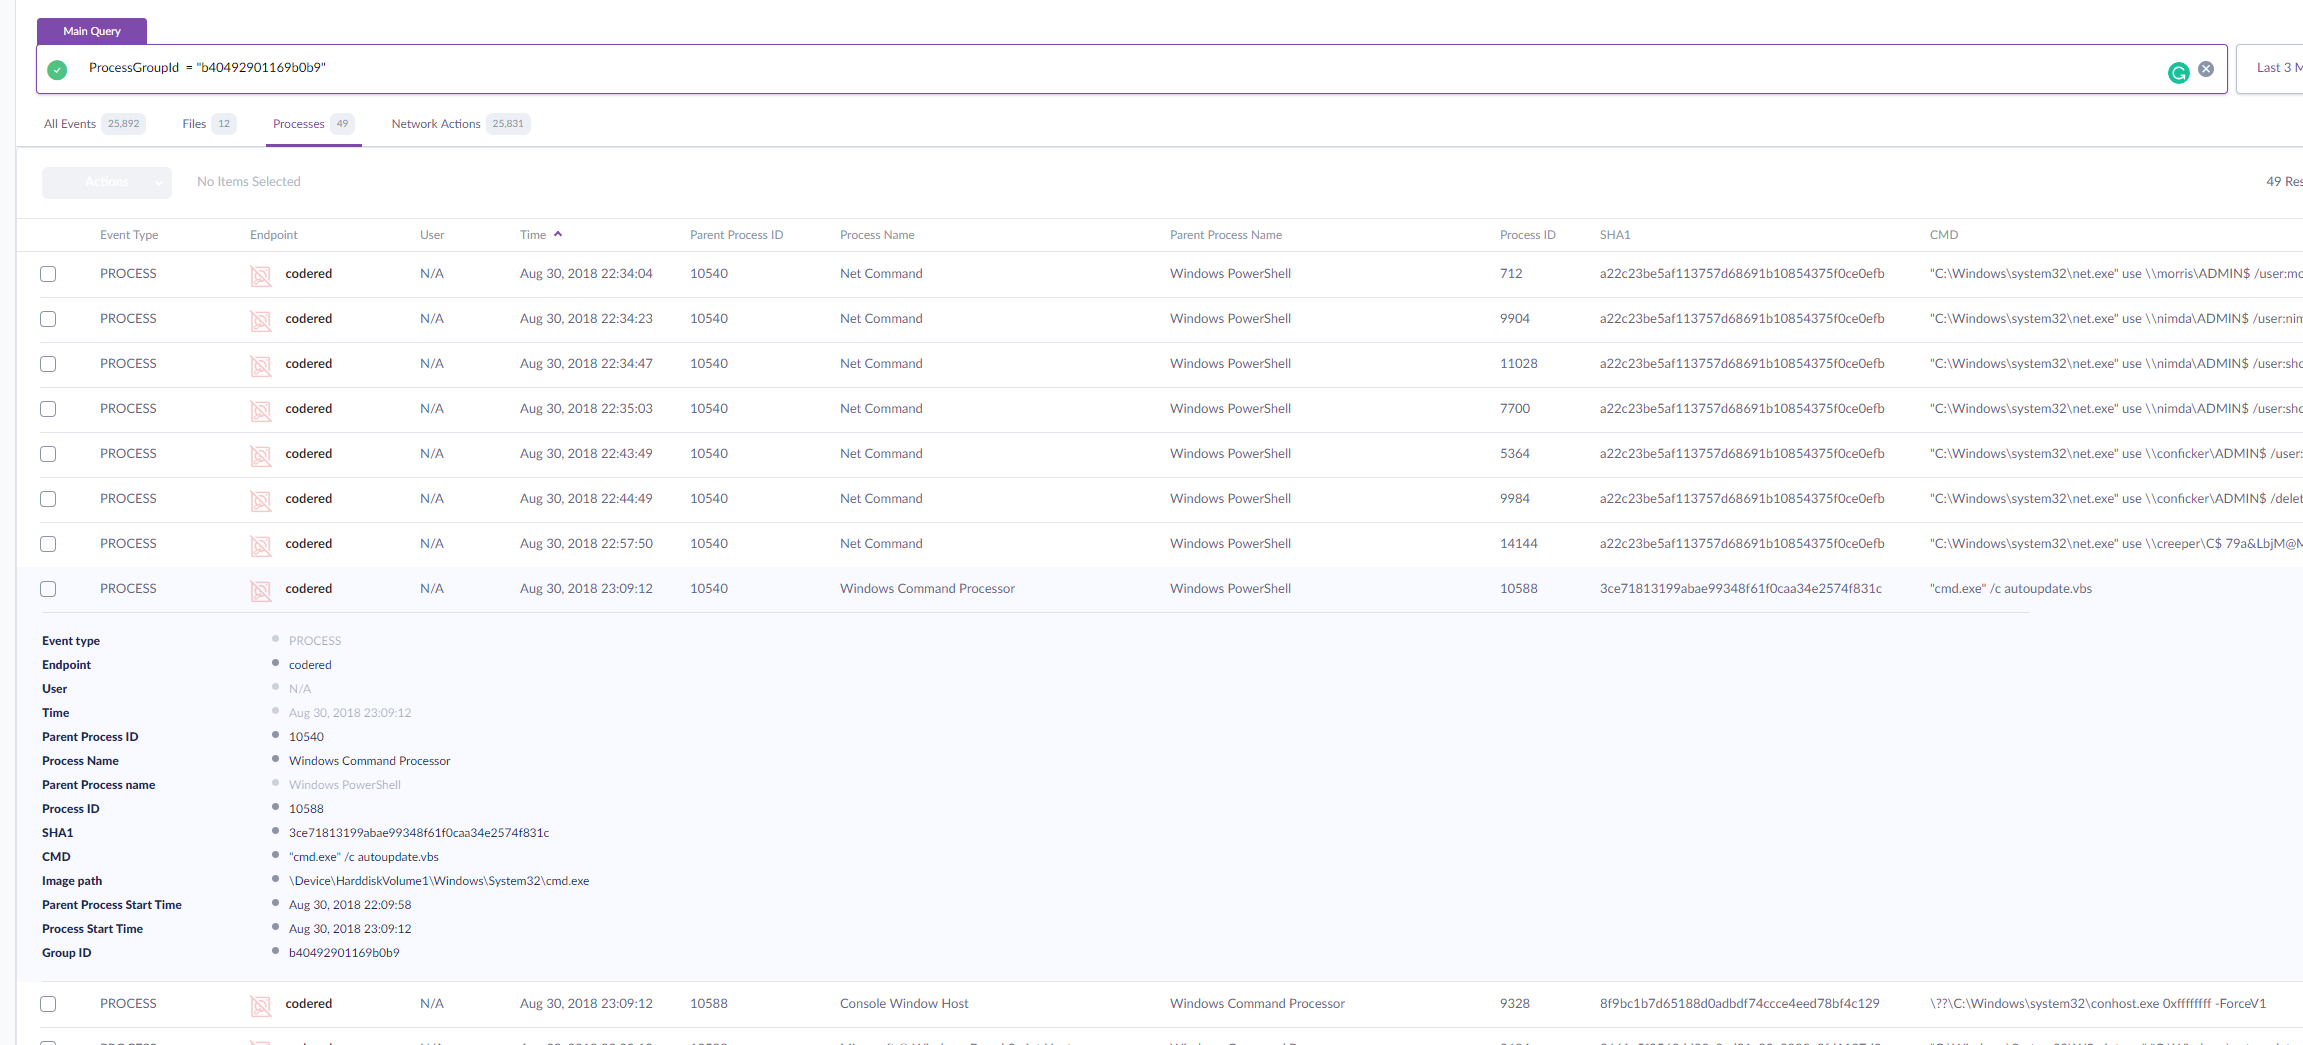 Main Query
ProcessGroupId = "b40492901169b0b9"
Last 3 M
All Events 25,892 Files 12 Processes 49 Network Actions 25,831
Actions No Items Selected 49 Res
Event Type Endpoint User Time Parent Process ID Process Name Parent Process Name Process ID SHA1 CMD
PROCESS codered N/A Aug 30, 2018 22:34:04 10540 Net Command Windows PowerShell 712 a22c23be5af113757d68691b10854375f0ce0efb "C:\Windows\system32\net.exe" use \\morris\ADMIN$ /user:mc
PROCESS codered N/A Aug 30, 2018 22:34:23 10540 Net Command Windows PowerShell 9904 a22c23be5af113757d68691b10854375f0ce0efb "C:\Windows\system32\net.exe" use \\nimda\ADMIN$ /user:nim
PROCESS codered N/A Aug 30, 2018 22:34:47 10540 Net Command Windows PowerShell 11028 a22c23be5af113757d68691b10854375f0ce0efb "C:\Windows\system32\net.exe" use \\nimda\ADMIN$ /user:sho
PROCESS codered N/A Aug 30, 2018 22:35:03 10540 Net Command Windows PowerShell 7700 a22c23be5af113757d68691b10854375f0ce0efb "C:\Windows\system32\net.exe" use \\nimda\ADMIN$ /user:sho
PROCESS codered N/A Aug 30, 2018 22:43:49 10540 Net Command Windows PowerShell 5364 a22c23be5af113757d68691b10854375f0ce0efb "C:\Windows\system32\net.exe" use \\conficker\ADMIN$ /user:
PROCESS codered N/A Aug 30, 2018 22:44:49 10540 Net Command Windows PowerShell 9984 a22c23be5af113757d68691b10854375f0ce0efb "C:\Windows\system32\net.exe" use \\conficker\ADMIN$ /delet
PROCESS codered N/A Aug 30, 2018 22:57:50 10540 Net Command Windows PowerShell 14144 a22c23be5af113757d68691b10854375f0ce0efb "C:\Windows\system32\net.exe" use \\creeper\C$ 79a&LbjM@M
PROCESS codered N/A Aug 30, 2018 23:09:12 10540 Windows Command Processor Windows PowerShell 10588 3ce71813199abae99348f61f0caa34e2574f831c "cmd.exe" /c autoupdate.vbs
Event type PROCESS
Endpoint codered
User N/A
Time Aug 30, 2018 23:09:12
Parent Process ID 10540
Process Name Windows Command Processor
Parent Process name Windows PowerShell
Process ID 10588
SHA1 3ce71813199abae99348f61f0caa34e2574f831c
CMD "cmd.exe" /c autoupdate.vbs
Image path \Device\HarddiskVolume1\Windows\System32\cmd.exe
Parent Process Start Time Aug 30, 2018 22:09:58
Process Start Time Aug 30, 2018 23:09:12
Group ID b40492901169b0b9
PROCESS codered N/A Aug 30, 2018 23:09:12 10588 Console Window Host Windows Command Processor 9328 8f9bc1b7d65188d0adbdf74ccce4eed78bf4c129 \??\C:\Windows\system32\conhost.exe 0xffffffff -ForceV1